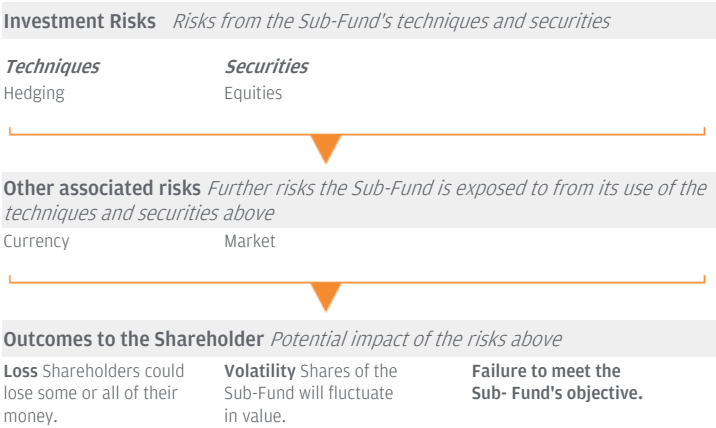 Investment Risks Risks from the Sub-Fund's techniques and securities
Techniques Securities
Hedging Equities
Other associated risks Further risks the Sub-Fund is exposed to from its use of the
techniques and securities above
Currency Market
Outcomes to the Shareholder Potential impact of the risks above
Loss Shareholders could
lose some or all of their
money.
Volatility Shares of the
Sub-Fund will fluctuate
in value.
Failure to meet the
Sub- Fund's objective.